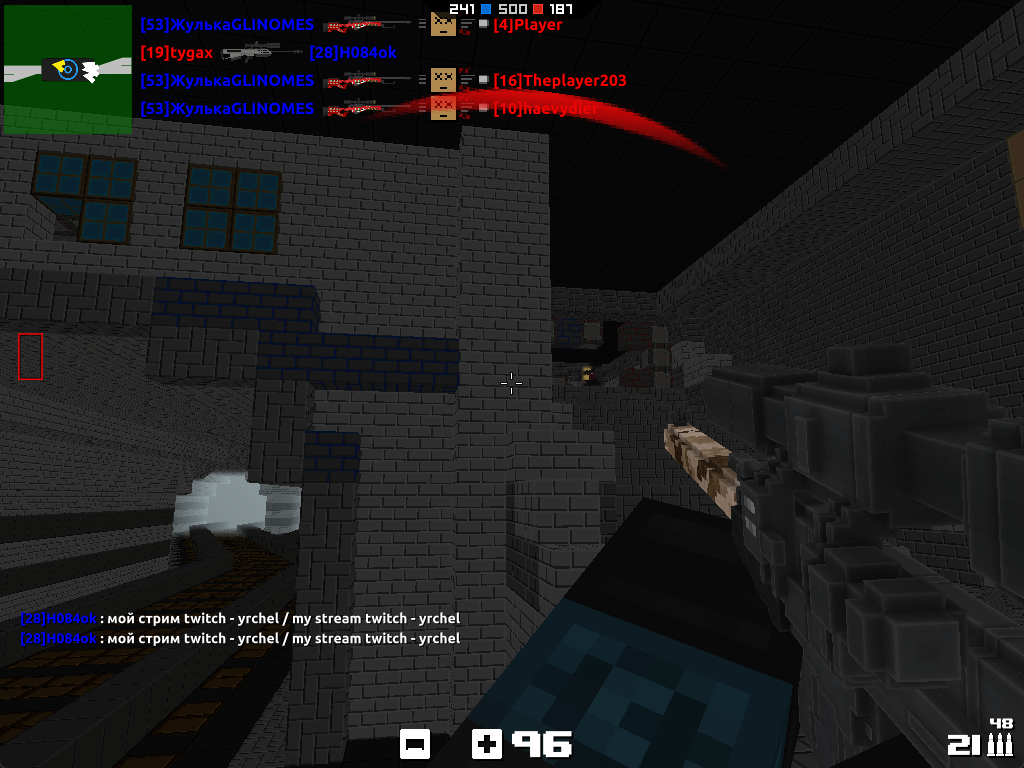 241 500 187
[53]ЖулькаGLINOMES [4]Player
[19]tygax [28]H084ok
[53]ЖулькаGLINOMES [16]Theplayer203
[53]ЖулькаGLINOMES [10]haevydier
[28]H084ok : мой стрим twitch - yrchel / my stream twitch - yrchel
[28]H084ok : мой стрим twitch - yrchel / my stream twitch - yrchel
96
48
21